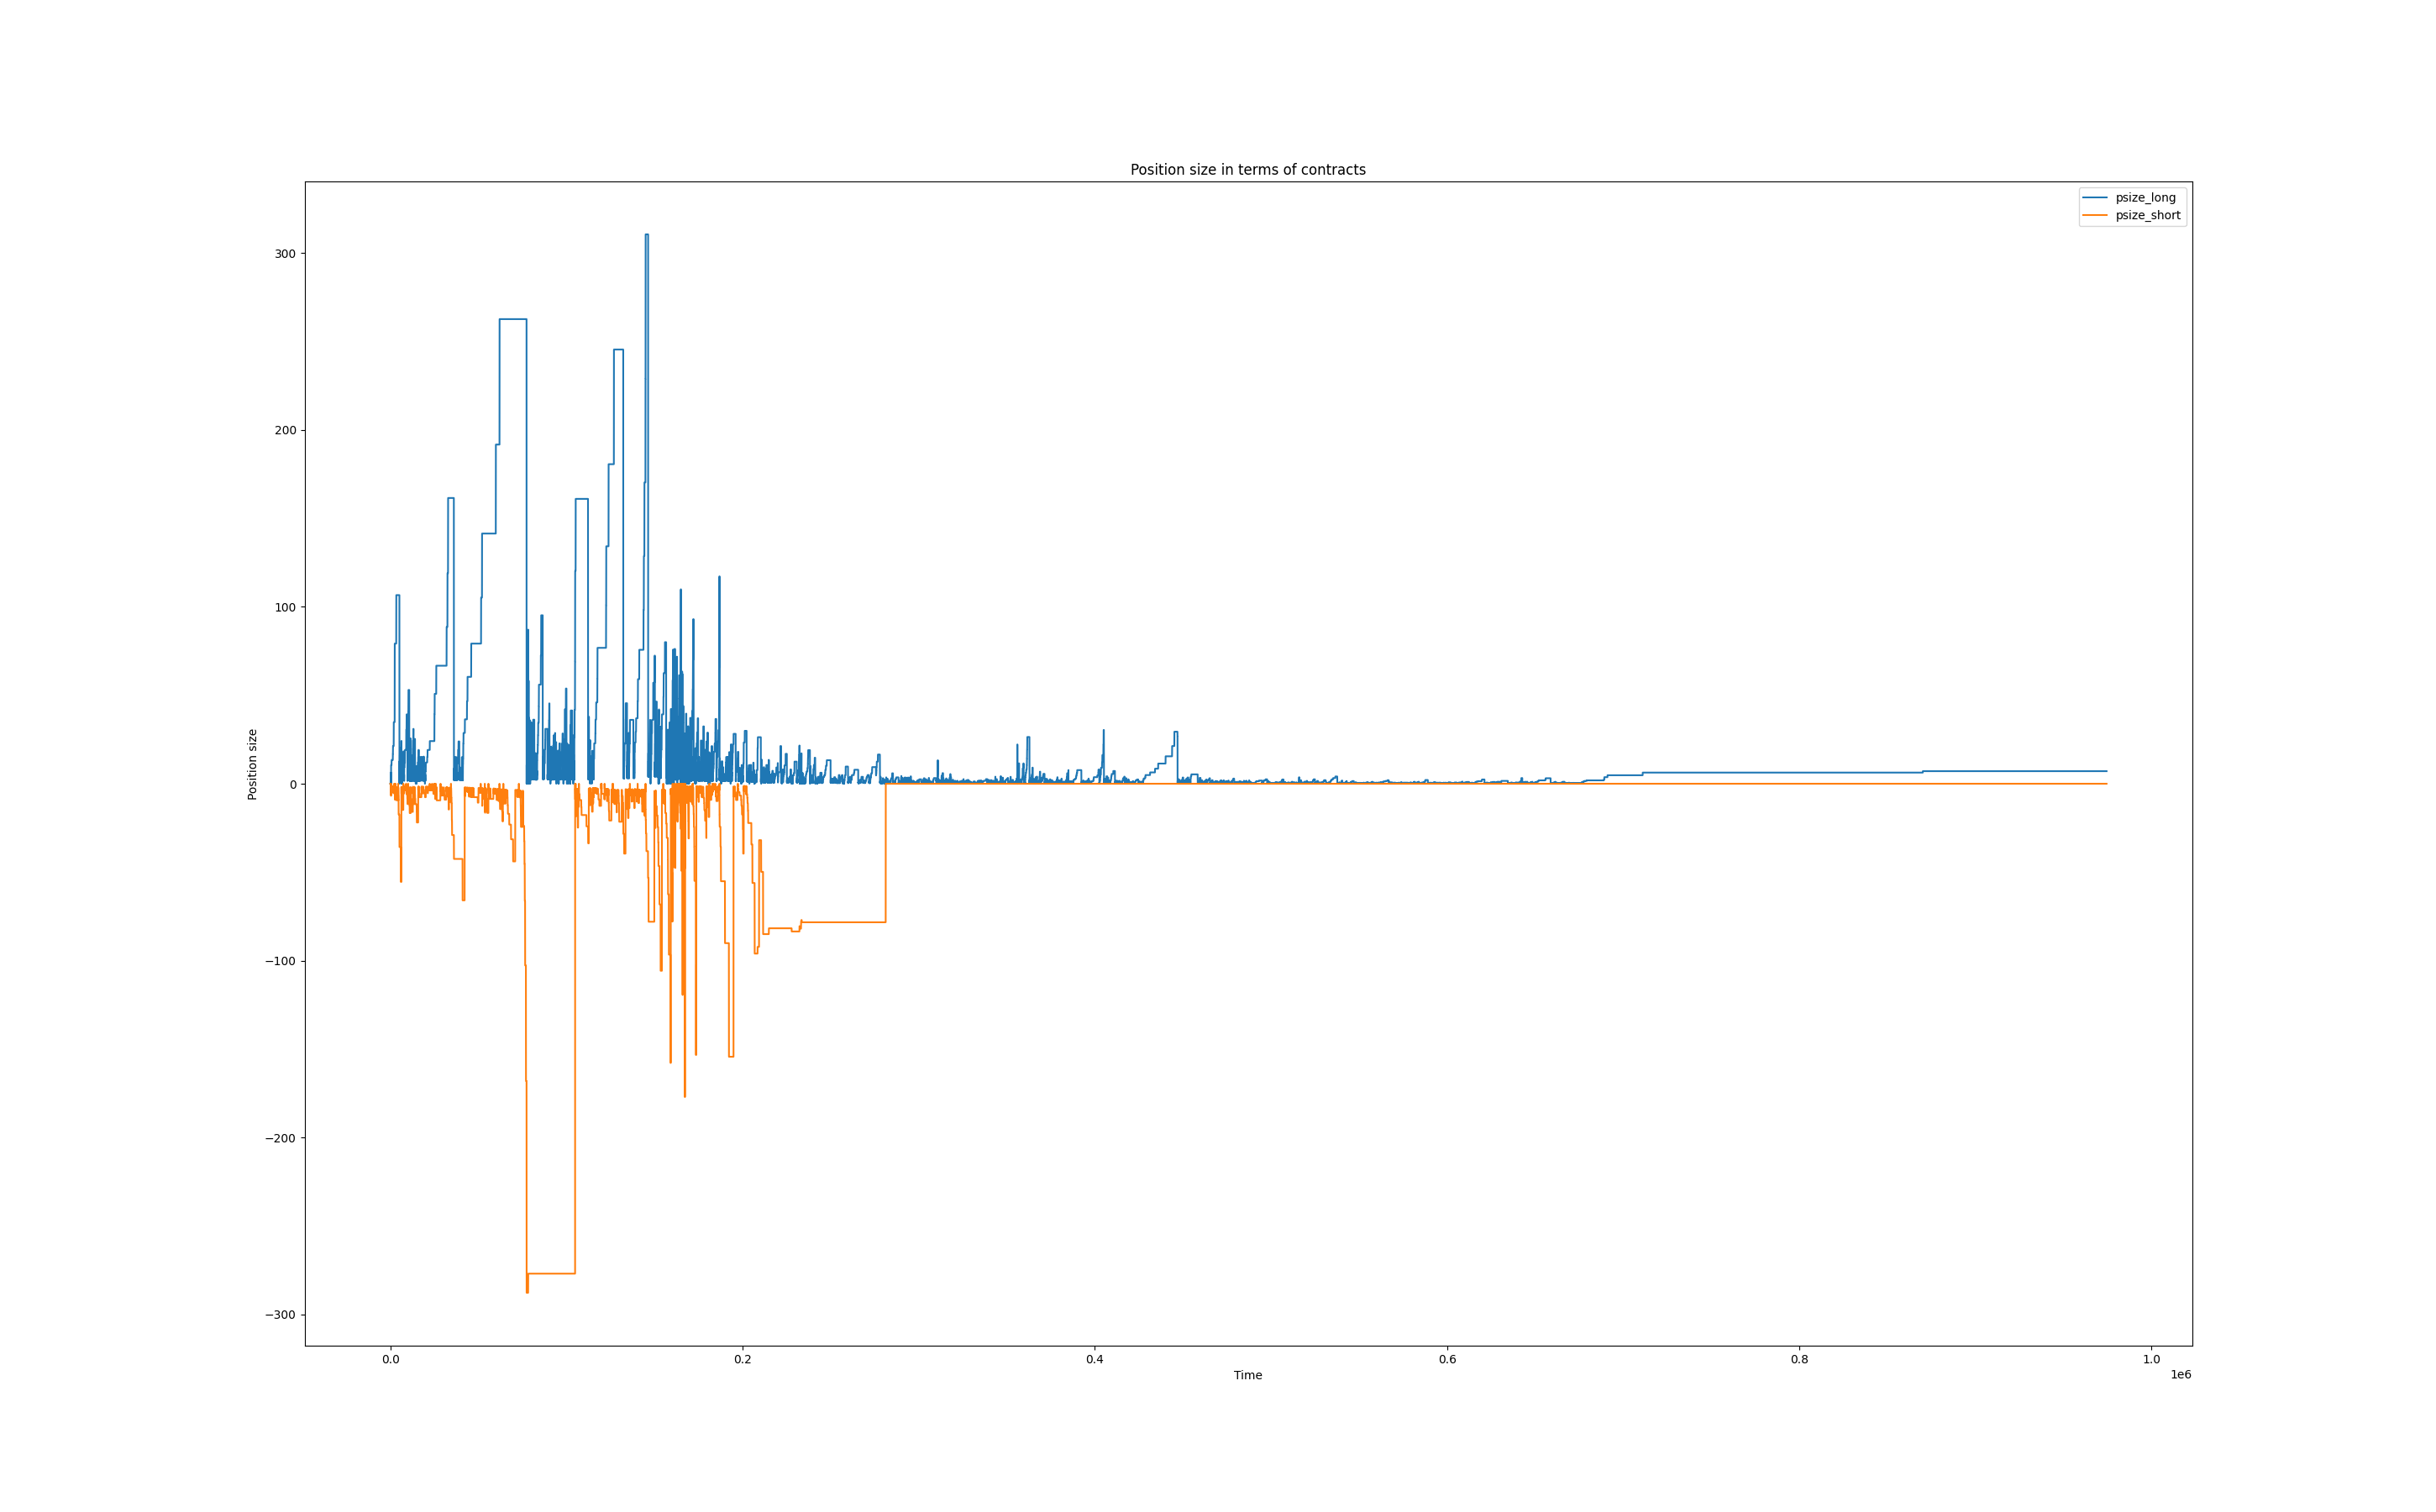 Position size in terms of contracts
psize_long
psize_short
Position size
300
200
100
0
−100
−200
−300
0.0
0.2
0.4
0.6
0.8
1.0
1e6
Time